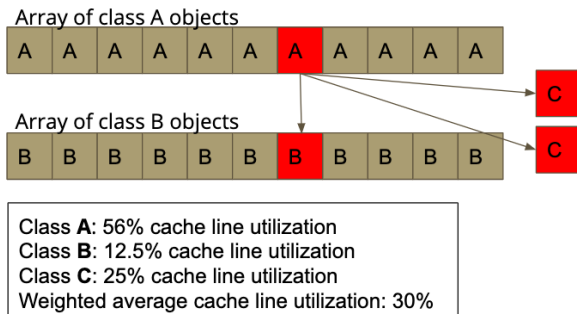 Array of class A objects
A A A A A A A A A A A
C
Array of class B objects
C
B B B B B B B B B B B
Class A: 56% cache line utilization
Class B: 12.5% cache line utilization
Class C: 25% cache line utilization
Weighted average cache line utilization: 30%